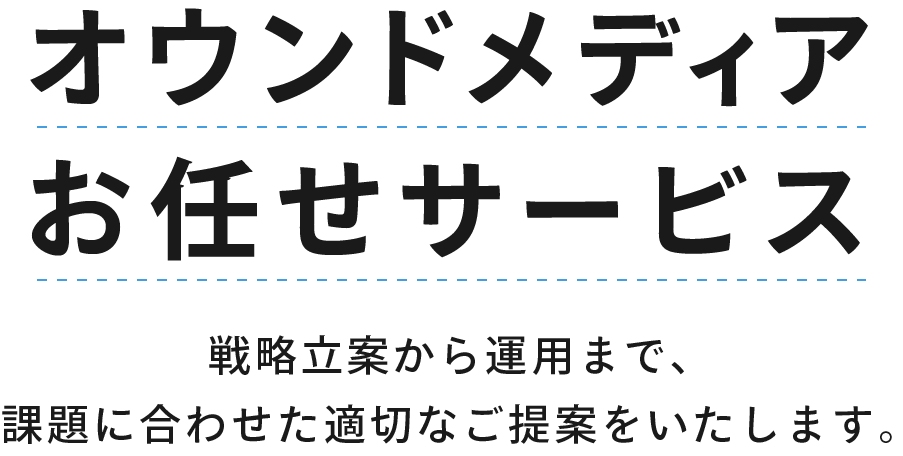 オウンドメディア
お任せサービス
戦略立案から運用まで、
課題に合わせた適切なご提案をいたします。